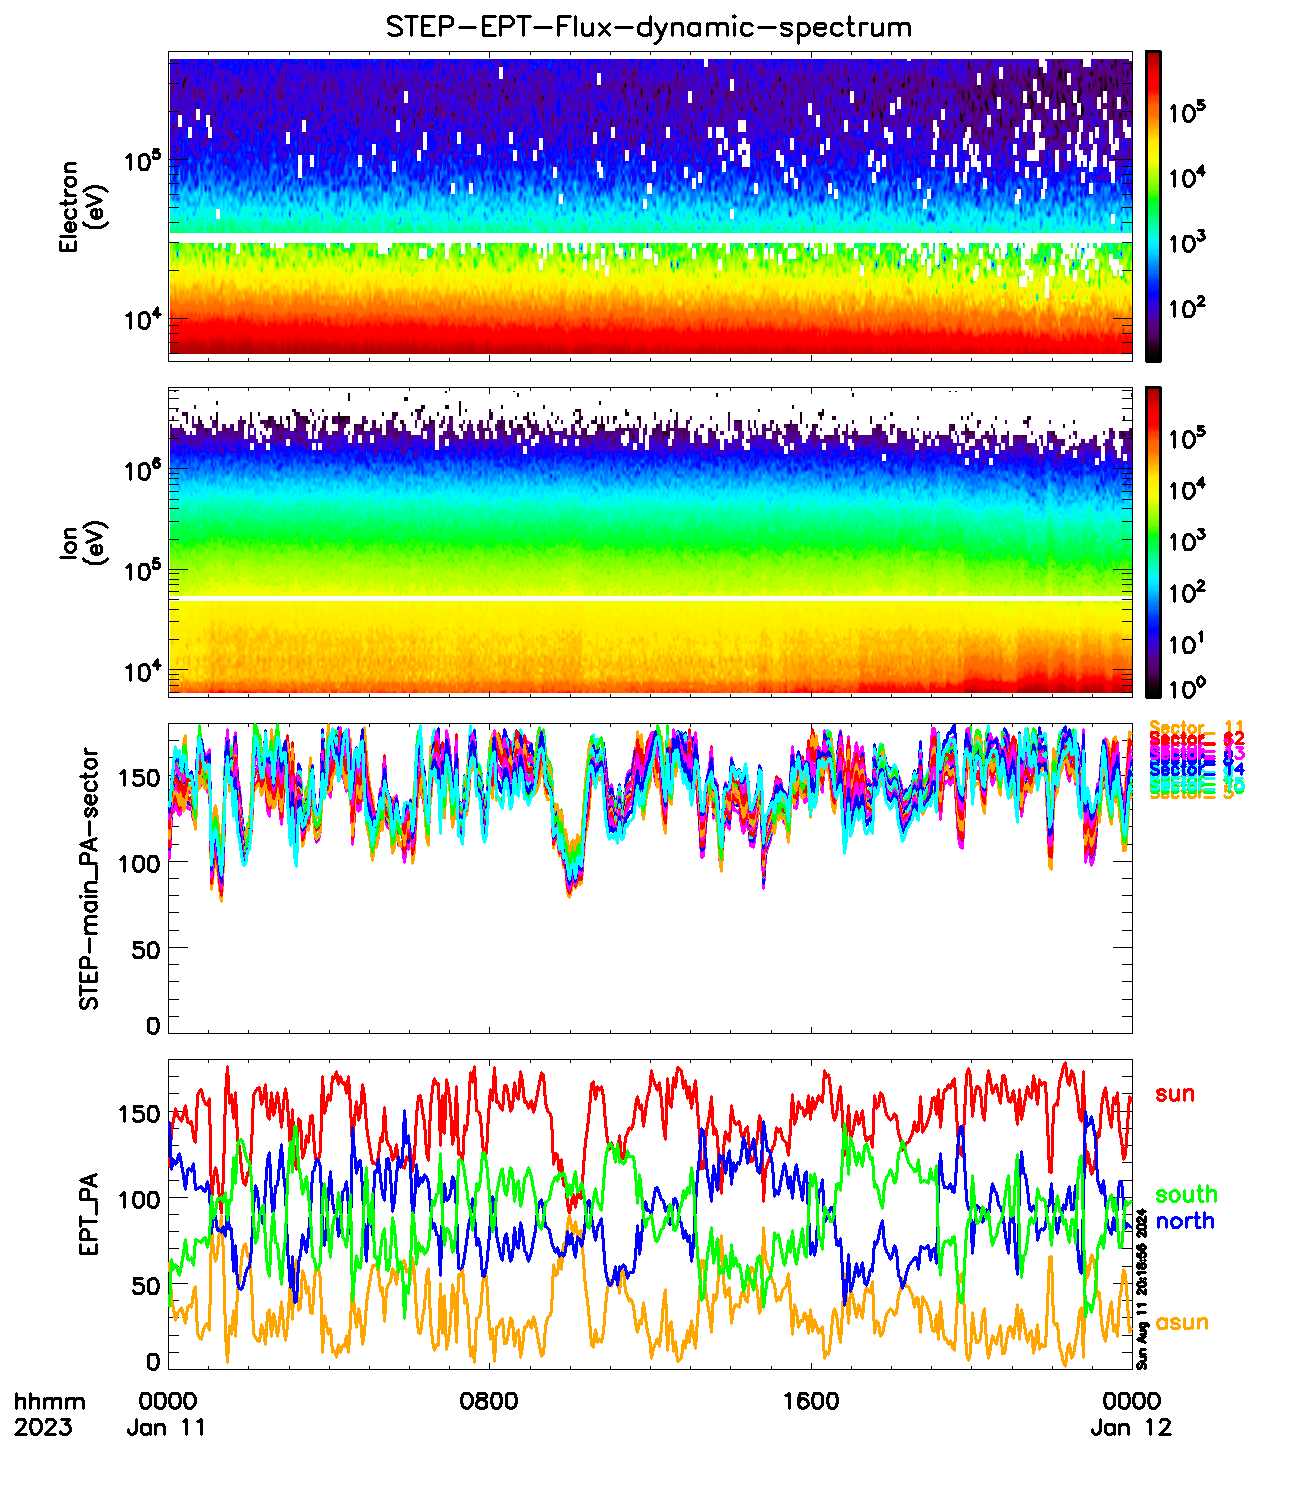 STEP-EPT-Flux-dynamic-spectrum
Electron
(eV)
10^5
10^4
10^5
10^4
10^3
10^2
Ion
(eV)
10^6
10^5
10^4
10^5
10^4
10^3
10^2
10^1
10^0
STEP-main_PA-sector
150
100
50
0
Sector_ 11
Sector_
Sector_ 14
EPT_PA
150
100
50
0
sun
south
north
asun
Sun Aug 11 20:18:56 2024
hhmm
2023
0000
0800
1600
0000
Jan 11
Jan 12